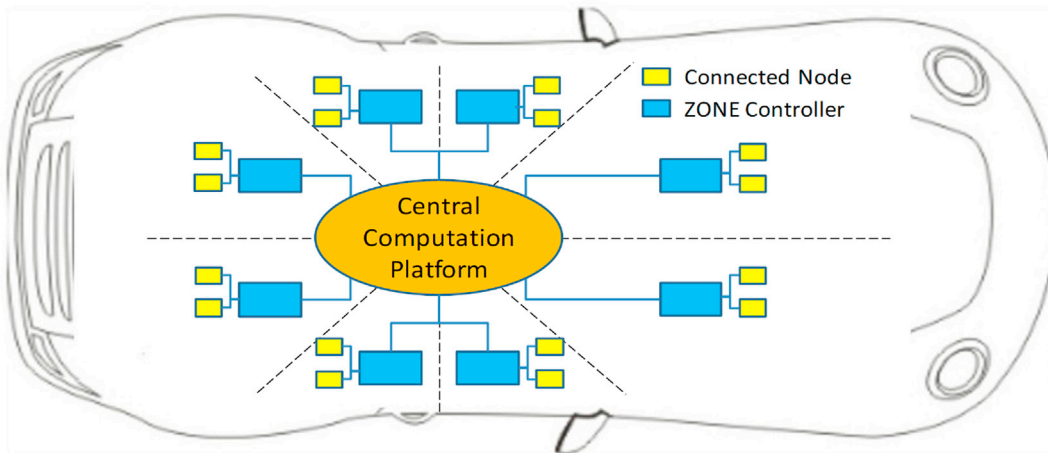 Connected Node
ZONE Controller
Central
Computation
Platform